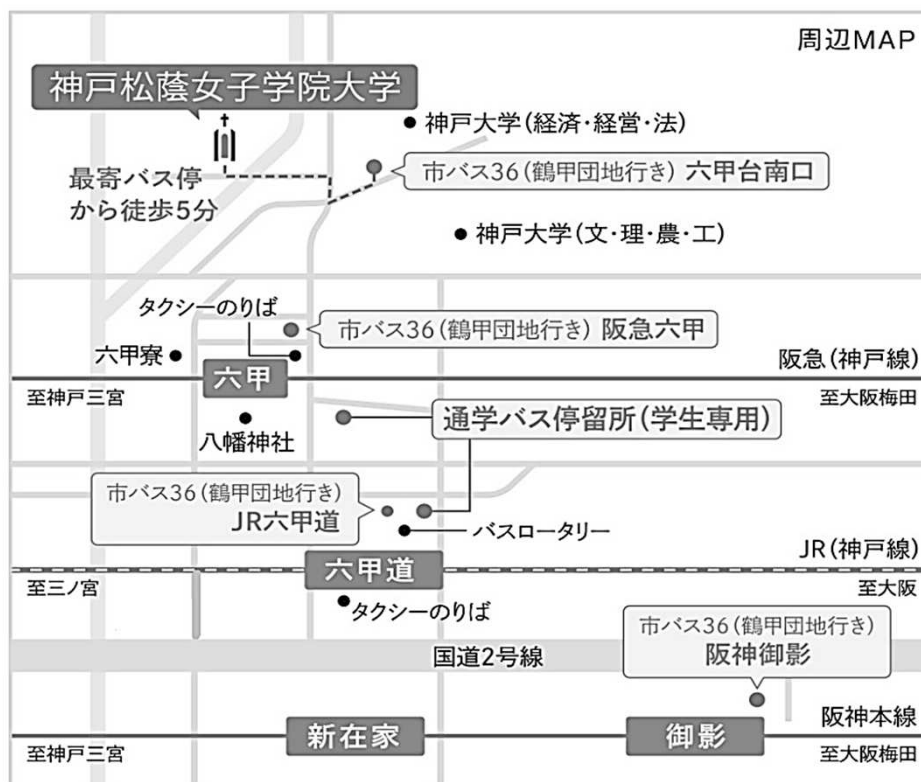 周辺MAP
神戸松蔭女子学院大学
神戸大学(経済・経営・法)
最寄バス停
から徒歩5分
市バス36(鶴甲団地行き) 六甲台南口
神戸大学(文・理・農・工)
タクシーのりば
市バス36(鶴甲団地行き) 阪急六甲
六甲寮
六甲
阪急(神戸線)
至神戸三宮
至大阪梅田
八幡神社
通学バス停留所(学生専用)
市バス36(鶴甲団地行き)
JR六甲道
バスロータリー
JR(神戸線)
六甲道
至三ノ宮
至大阪
タクシーのりば
市バス36(鶴甲団地行き)
阪神御影
国道2号線
阪神本線
新在家
御影
至神戸三宮
至大阪梅田